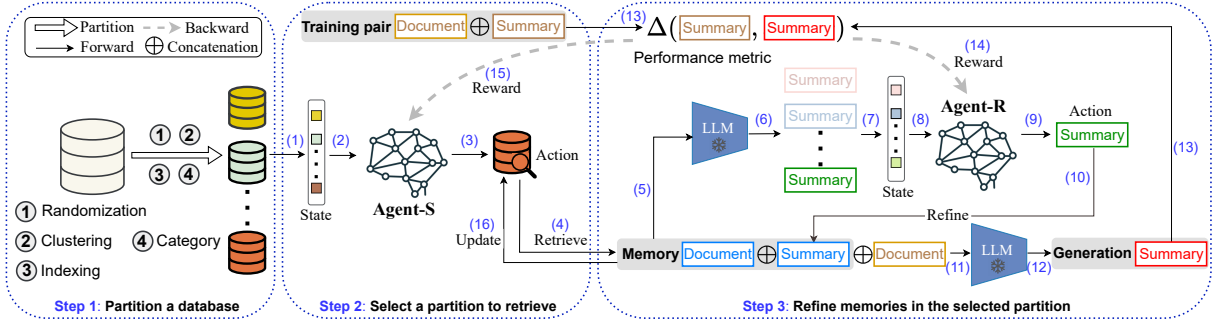 Partition
Backward
Forward
Concatenation
1 2
3 4
1 Randomization
2 Clustering
4 Category
3 Indexing
Step 1: Partition a database
Training pair Document ⊕ Summary
(13)
(15)
Reward
(1)
(2)
State
Agent-S
(3)
Action
(16)
Update
(4)
Retrieve
Step 2: Select a partition to retrieve
Δ(Summary, Summary)
Performance metric
(14)
Reward
(5)
LLM
(6)
Summary
Summary
Summary
(7)
State
(8)
Agent-R
(9)
Action
Summary
(10)
(13)
Refine
Memory Document ⊕ Summary ⊕ Document
(11)
LLM
(12)
Generation Summary
Step 3: Refine memories in the selected partition